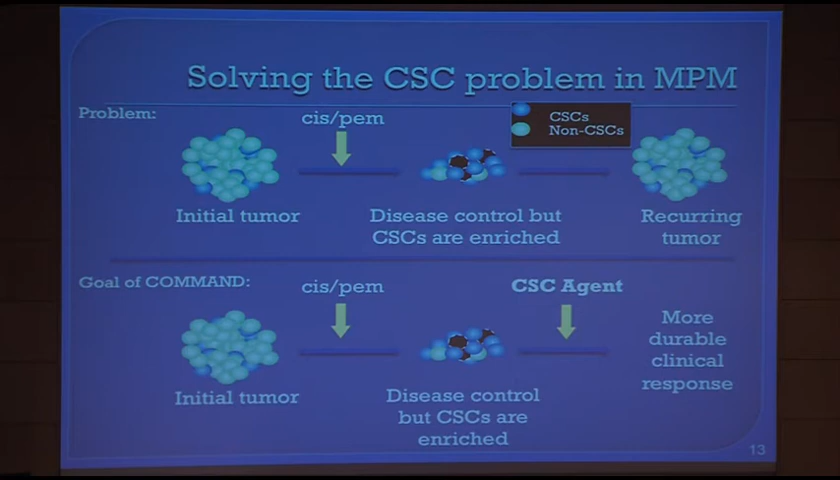 Solving the CSC problem in MPM
Problem:
cis/pem
CSCs
Non-CSCs
Initial tumor
Disease control but
CSCs are enriched
Recurring
tumor
Goal of COMMAND:
cis/pem
CSC Agent
Initial tumor
Disease control
but CSCs are
enriched
More
durable
clinical
response
13